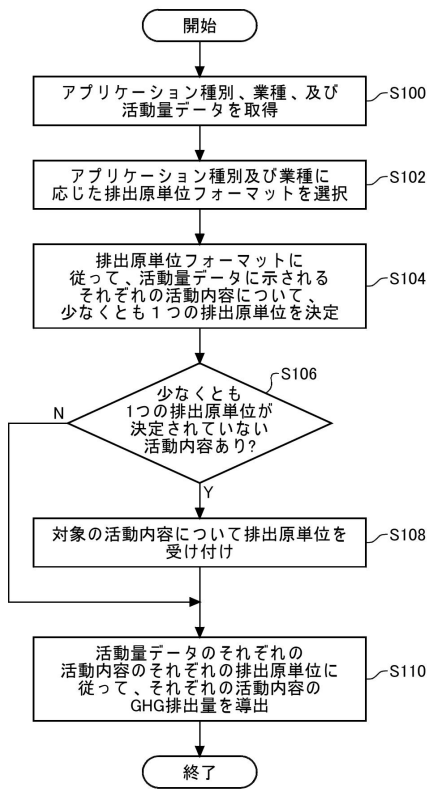 開始
アプリケーション種別、業種、及び
活動量データを取得
S100
アプリケーション種別及び業種に
応じた排出原単位フォーマットを選択
S102
排出原単位フォーマットに
従って、活動量データに示される
それぞれの活動内容について、
少なくとも1つの排出原単位を決定
S104
S106
少なくとも
1つの排出原単位が
決定されていない
活動内容あり?
N
Y
対象の活動内容について排出原単位を
受け付け
S108
活動量データのそれぞれの
活動内容のそれぞれの排出原単位に
従って、それぞれの活動内容の
GHG排出量を導出
S110
終了